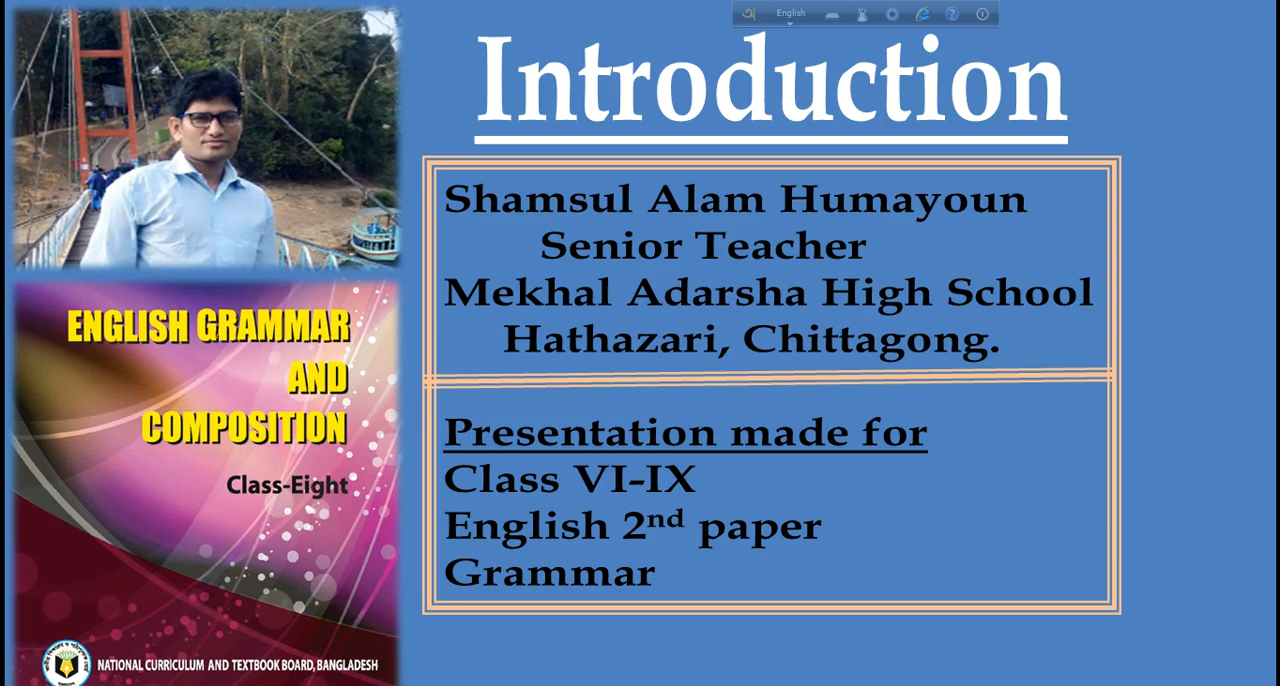 English
Introduction
Shamsul Alam Humayoun
Senior Teacher
Mekhal Adarsha High School
Hathazari, Chittagong.
Presentation made for
Class VI-IX
English 2nd paper
Grammar
ENGLISH GRAMMAR
AND
COMPOSITION
Class-Eight
NATIONAL CURRICULUM AND TEXTBOOK BOARD, BANGLADESH